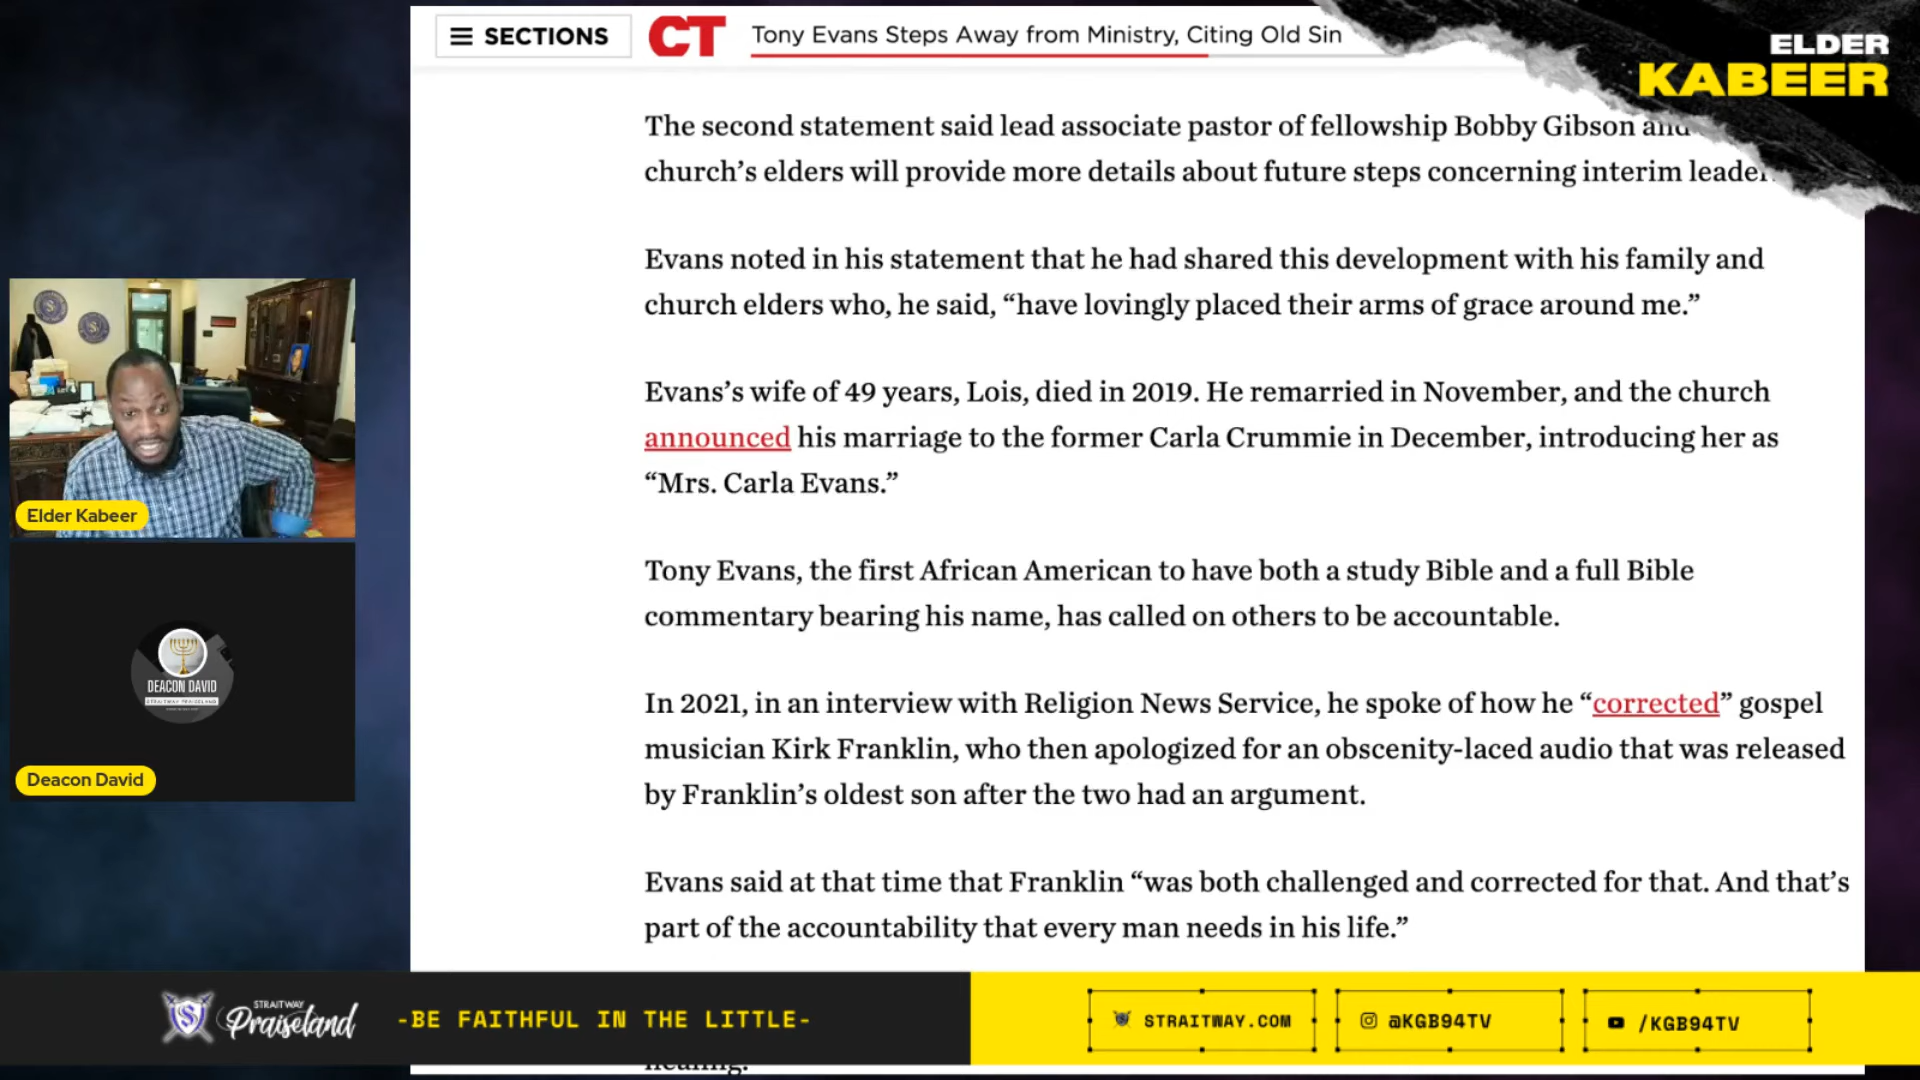 SECTIONS
CT
Tony Evans Steps Away from Ministry, Citing Old Sin
ELDER
KABEER
The second statement said lead associate pastor of fellowship Bobby Gibson and
church’s elders will provide more details about future steps concerning interim
Evans noted in his statement that he had shared this development with his family and
church elders who, he said, “have lovingly placed their arms of grace around me.”
Evans’s wife of 49 years, Lois, died in 2019. He remarried in November, and the church
announced his marriage to the former Carla Crummie in December, introducing her as
“Mrs. Carla Evans.”
Tony Evans, the first African American to have both a study Bible and a full Bible
commentary bearing his name, has called on others to be accountable.
In 2021, in an interview with Religion News Service, he spoke of how he “corrected” gospel
musician Kirk Franklin, who then apologized for an obscenity-laced audio that was released
by Franklin’s oldest son after the two had an argument.
Evans said at that time that Franklin “was both challenged and corrected for that. And that’s
part of the accountability that every man needs in his life.”
healing.
Elder Kabeer
DEACON DAVID
STRAITWAY PRAISELAND
Deacon David
STRAITWAY
Praiseland
-BE FAITHFUL IN THE LITTLE-
STRAITWAY.COM
@KGB94TV
/KGB94TV